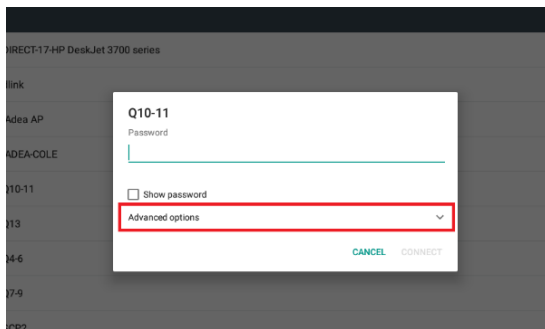 DIRECT-17-HP DeskJet 3700 series
llink
Adea AP
ADEA-COLE
Q10-11
Q13
Q4-6
Q7-9
Q10-11
Password
Show password
Advanced options
CANCEL CONNECT